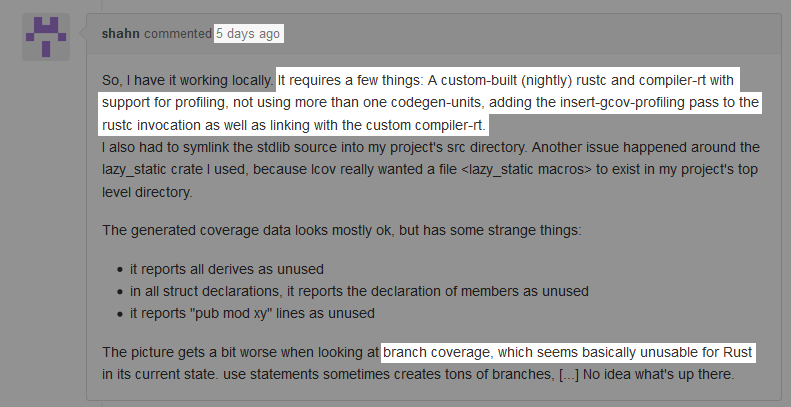 shahn commented 5 days ago
So, I have it working locally. It requires a few things: A custom-built (nightly) rustc and compiler-rt with
support for profiling, not using more than one codegen-units, adding the insert-gcov-profiling pass to the
rustc invocation as well as linking with the custom compiler-rt.
I also had to symlink the stdlib source into my project's src directory. Another issue happened around the
lazy_static crate I used, because lcov really wanted a file <lazy_static macros> to exist in my project's top
level directory.
The generated coverage data looks mostly ok, but has some strange things:
• it reports all derives as unused
• in all struct declarations, it reports the declaration of members as unused
• it reports "pub mod xy" lines as unused
The picture gets a bit worse when looking at branch coverage, which seems basically unusable for Rust
in its current state. use statements sometimes creates tons of branches, [...] No idea what's up there.